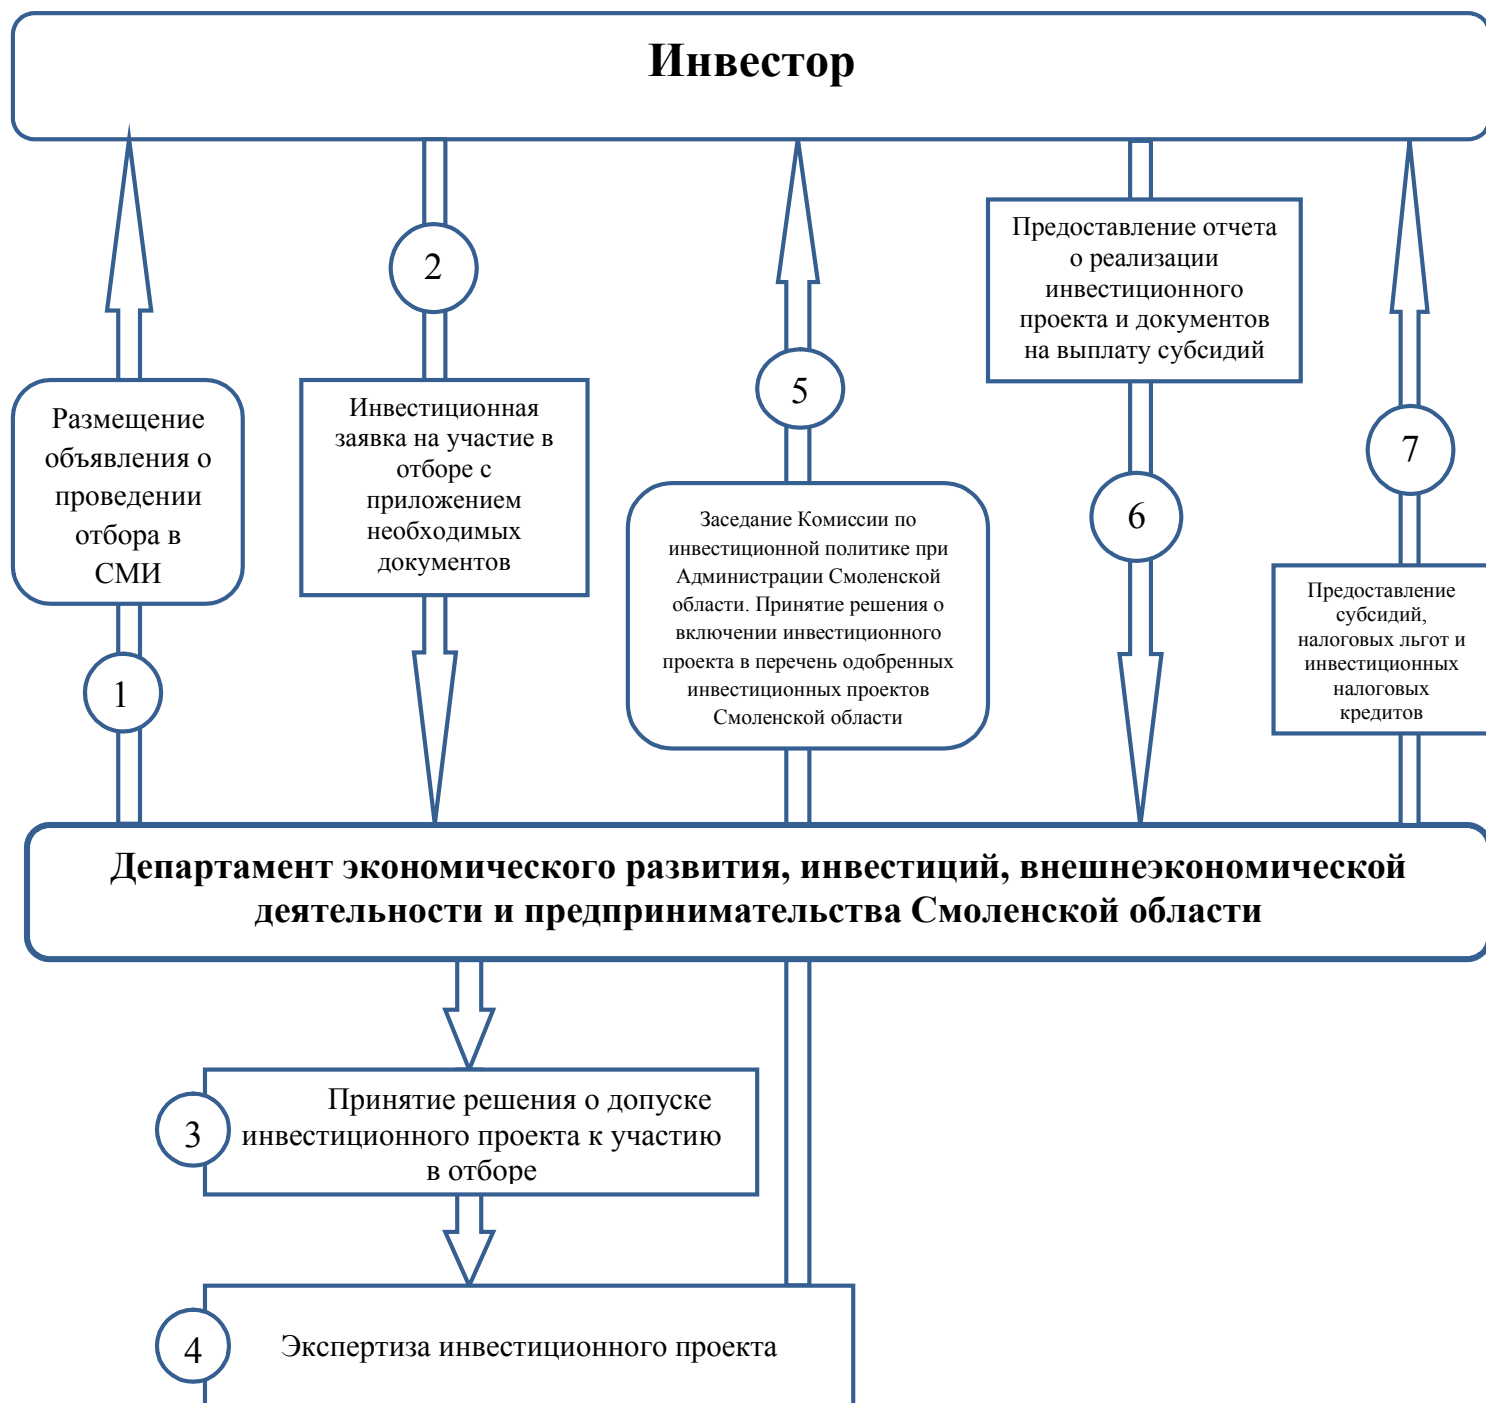 Инвестор
1
Размещение
объявления о
проведении
отбора в
СМИ
2
Инвестиционная
заявка на участие в
отборе с
приложением
необходимых
документов
5
Заседание Комиссии по
инвестиционной политике при
Администрации Смоленской
области. Принятие решения о
включении инвестиционного
проекта в перечень одобренных
инвестиционных проектов
Смоленской области
Предоставление отчета
о реализации
инвестиционного
проекта и документов
на выплату субсидий
6
7
Предоставление
субсидий,
налоговых льгот и
инвестиционных
налоговых
кредитов
Департамент экономического развития, инвестиций, внешнеэкономической
деятельности и предпринимательства Смоленской области
3
Принятие решения о допуске
инвестиционного проекта к участию
в отборе
4
Экспертиза инвестиционного проекта